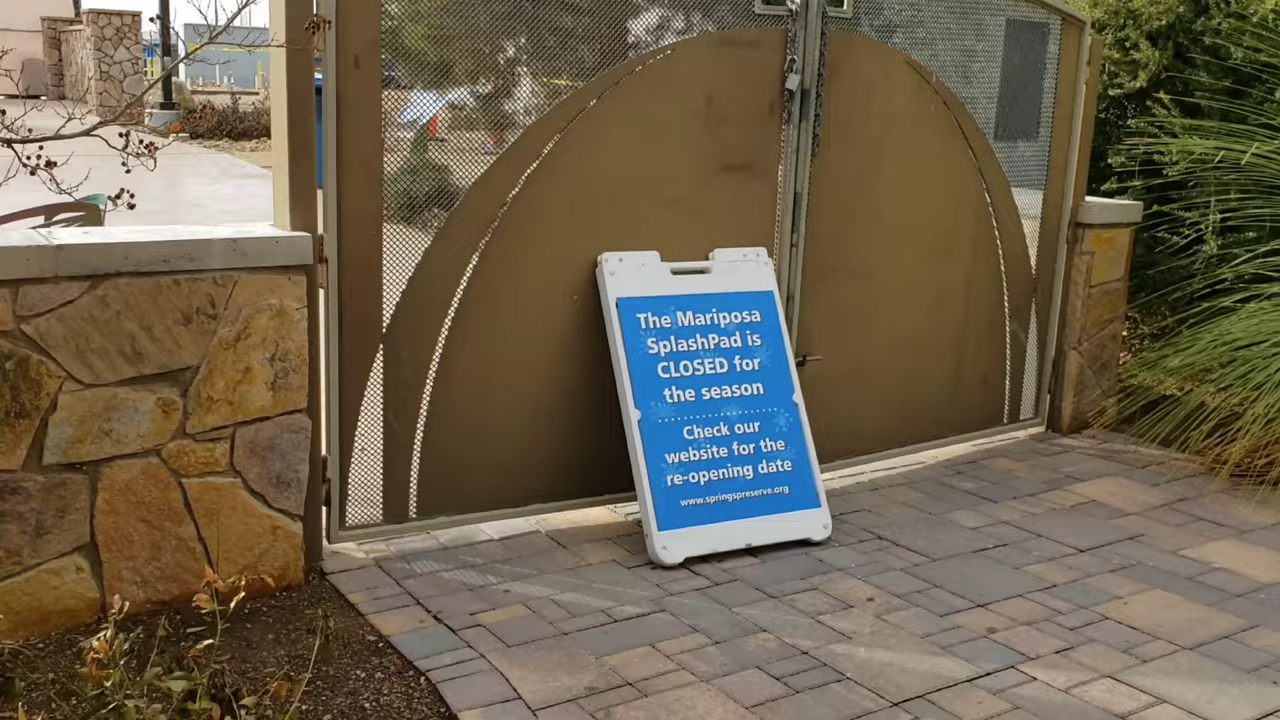 The Mariposa
SplashPad is
CLOSED for
the season
Check our
website for the
re-opening date
www.springspreserve.org